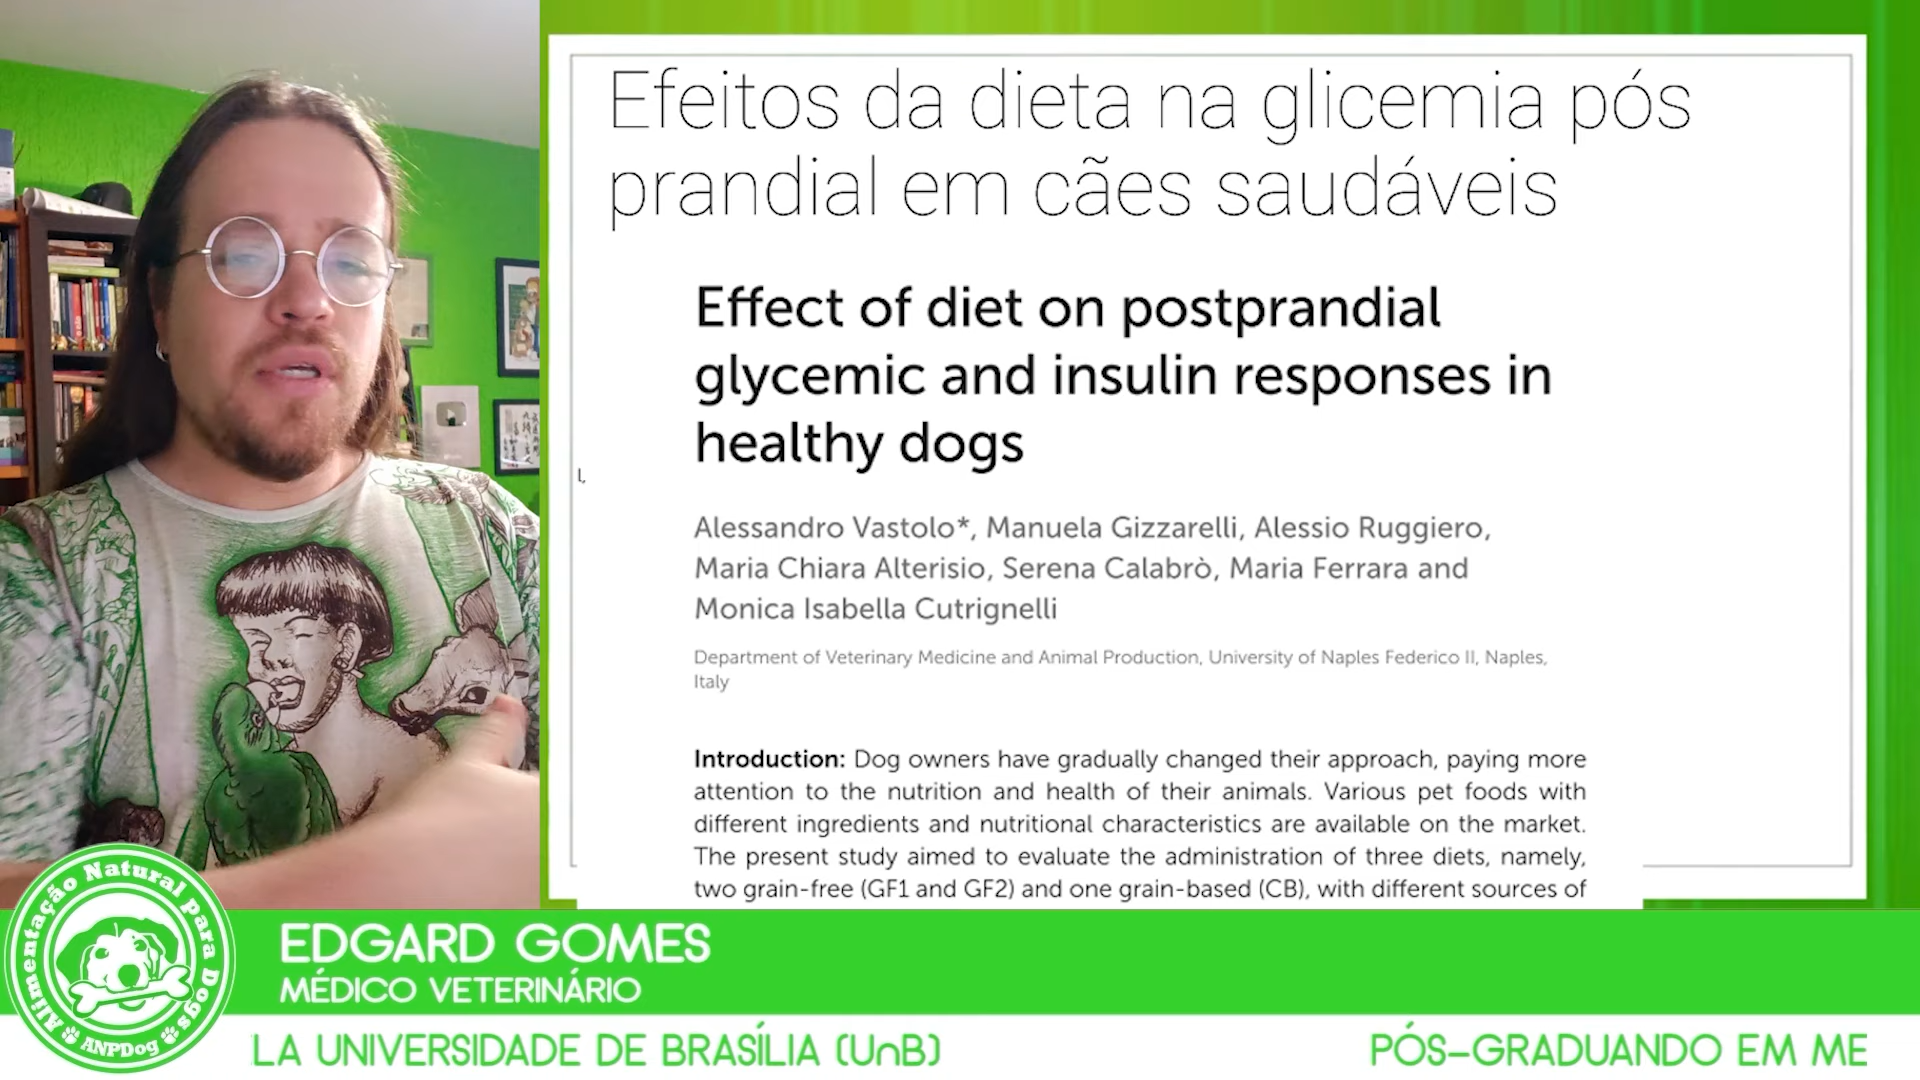 Efeitos da dieta na glicemia pós
prandial em cães saudáveis
Effect of diet on postprandial
glycemic and insulin responses in
healthy dogs
l,
Alessandro Vastolo*, Manuela Gizzarelli, Alessio Ruggiero,
Maria Chiara Alterisio, Serena Calabrò, Maria Ferrara and
Monica Isabella Cutrignelli
Department of Veterinary Medicine and Animal Production, University of Naples Federico II, Naples,
Italy
Introduction: Dog owners have gradually changed their approach, paying more
attention to the nutrition and health of their animals. Various pet foods with
different ingredients and nutritional characteristics are available on the market.
The present study aimed to evaluate the administration of three diets, namely,
two grain-free (GF1 and GF2) and one grain-based (CB), with different sources of
Alimentação Natural Para Dogs
ANPDog
EDGARD GOMES
MÉDICO VETERINÁRIO
LA UNIVERSIDADE DE BRASÍLIA (UnB)
PÓS-GRADUANDO EM ME